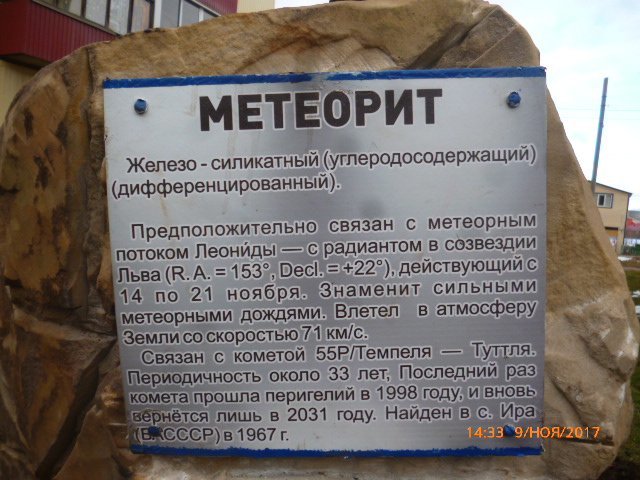 МЕТЕОРИТ
Железо - силикатный (углеродосодержащий)
(дифференцированный).
Предположительно связан с метеорным
потоком Леони́ды — с радиантом в созвездии
Льва (R.A. = 153°, Decl. = +22°), действующий с
14 по 21 ноября. Знаменит сильными
метеорными дождями. Влетел в атмосферу
Земли со скоростью 71 км/с.
Связан с кометой 55P/Темпеля — Туттля.
Периодичность около 33 лет, Последний раз
комета прошла перигелий в 1998 году, и вновь
вернётся лишь в 2031 году. Найден в с. Ира
(БАССР) в 1967 г.
14:33 9/НОЯ/2017